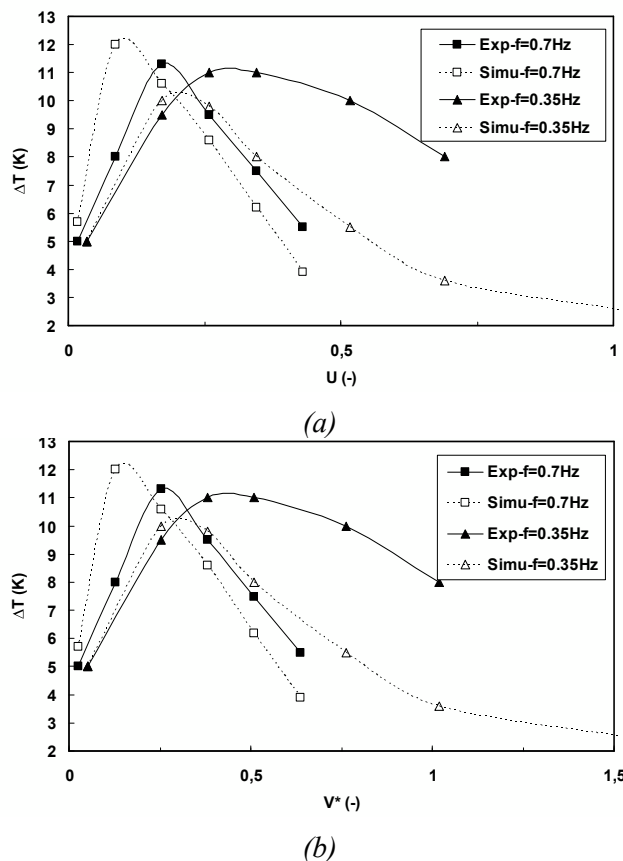 13
12
11
10
9
8
7
6
5
4
3
2
ΔT (K)
0
0,5
1
U (-)
Exp-f=0.7Hz
Simu-f=0.7Hz
Exp-f=0.35Hz
Simu-f=0.35Hz
(a)
13
12
11
10
9
8
7
6
5
4
3
2
ΔT (K)
0
0,5
1
1,5
V* (-)
Exp-f=0.7Hz
Simu-f=0.7Hz
Exp-f=0.35Hz
Simu-f=0.35Hz
(b)